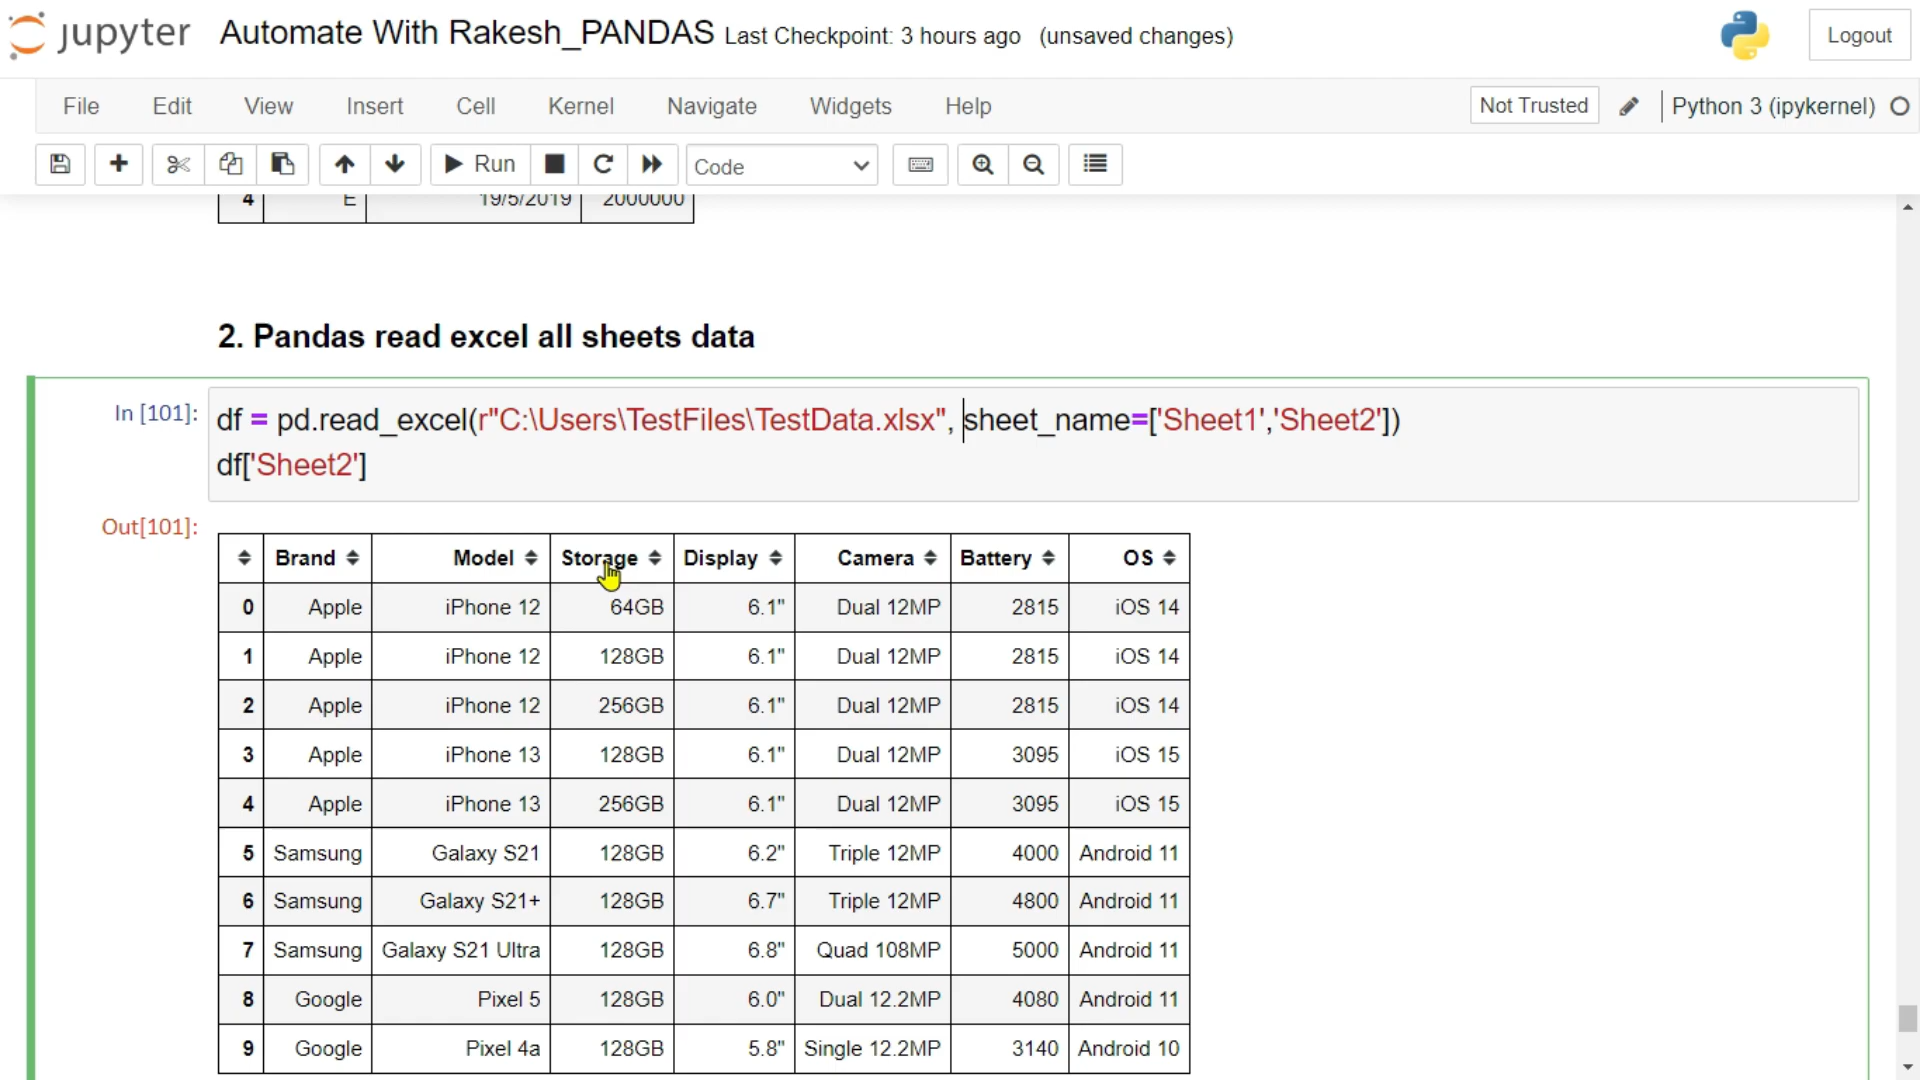 jupyter Automate With Rakesh_PANDAS Last Checkpoint: 3 hours ago (unsaved changes) Logout
File Edit View Insert Cell Kernel Navigate Widgets Help Not Trusted Python 3 (ipykernel)
Run Code
4 E 19/5/2019 2000000
2. Pandas read excel all sheets data
In [101]: df = pd.read_excel(r"C:\Users\TestFiles\TestData.xlsx", sheet_name=['Sheet1','Sheet2'])
df['Sheet2']
Out[101]:
Brand Model Storage Display Camera Battery OS
0 Apple iPhone 12 64GB 6.1" Dual 12MP 2815 iOS 14
1 Apple iPhone 12 128GB 6.1" Dual 12MP 2815 iOS 14
2 Apple iPhone 12 256GB 6.1" Dual 12MP 2815 iOS 14
3 Apple iPhone 13 128GB 6.1" Dual 12MP 3095 iOS 15
4 Apple iPhone 13 256GB 6.1" Dual 12MP 3095 iOS 15
5 Samsung Galaxy S21 128GB 6.2" Triple 12MP 4000 Android 11
6 Samsung Galaxy S21+ 128GB 6.7" Triple 12MP 4800 Android 11
7 Samsung Galaxy S21 Ultra 128GB 6.8" Quad 108MP 5000 Android 11
8 Google Pixel 5 128GB 6.0" Dual 12.2MP 4080 Android 11
9 Google Pixel 4a 128GB 5.8" Single 12.2MP 3140 Android 10